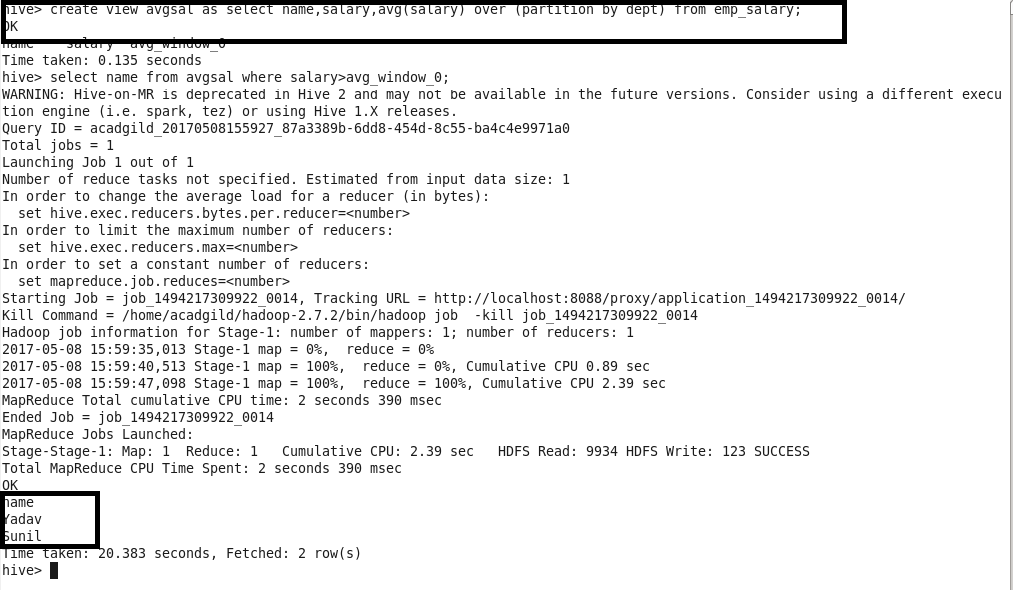 hive> create view avgsal as select name,salary,avg(salary) over (partition by dept) from emp_salary;
OK
name salary avg_window_0
Time taken: 0.135 seconds
hive> select name from avgsal where salary>avg_window_0;
WARNING: Hive-on-MR is deprecated in Hive 2 and may not be available in the future versions. Consider using a different execu
tion engine (i.e. spark, tez) or using Hive 1.X releases.
Query ID = acadgild_20170508155927_87a3389b-6dd8-454d-8c55-ba4c4e9971a0
Total jobs = 1
Launching Job 1 out of 1
Number of reduce tasks not specified. Estimated from input data size: 1
In order to change the average load for a reducer (in bytes):
  set hive.exec.reducers.bytes.per.reducer=<number>
In order to limit the maximum number of reducers:
  set hive.exec.reducers.max=<number>
In order to set a constant number of reducers:
  set mapreduce.job.reduces=<number>
Starting Job = job_1494217309922_0014, Tracking URL = http://localhost:8088/proxy/application_1494217309922_0014/
Kill Command = /home/acadgild/hadoop-2.7.2/bin/hadoop job  -kill job_1494217309922_0014
Hadoop job information for Stage-1: number of mappers: 1; number of reducers: 1
2017-05-08 15:59:35,013 Stage-1 map = 0%,  reduce = 0%
2017-05-08 15:59:40,513 Stage-1 map = 100%,  reduce = 0%, Cumulative CPU 0.89 sec
2017-05-08 15:59:47,098 Stage-1 map = 100%,  reduce = 100%, Cumulative CPU 2.39 sec
MapReduce Total cumulative CPU time: 2 seconds 390 msec
Ended Job = job_1494217309922_0014
MapReduce Jobs Launched:
Stage-Stage-1: Map: 1  Reduce: 1   Cumulative CPU: 2.39 sec   HDFS Read: 9934 HDFS Write: 123 SUCCESS
Total MapReduce CPU Time Spent: 2 seconds 390 msec
OK
name
Yadav
Sunil
Time taken: 20.383 seconds, Fetched: 2 row(s)
hive>